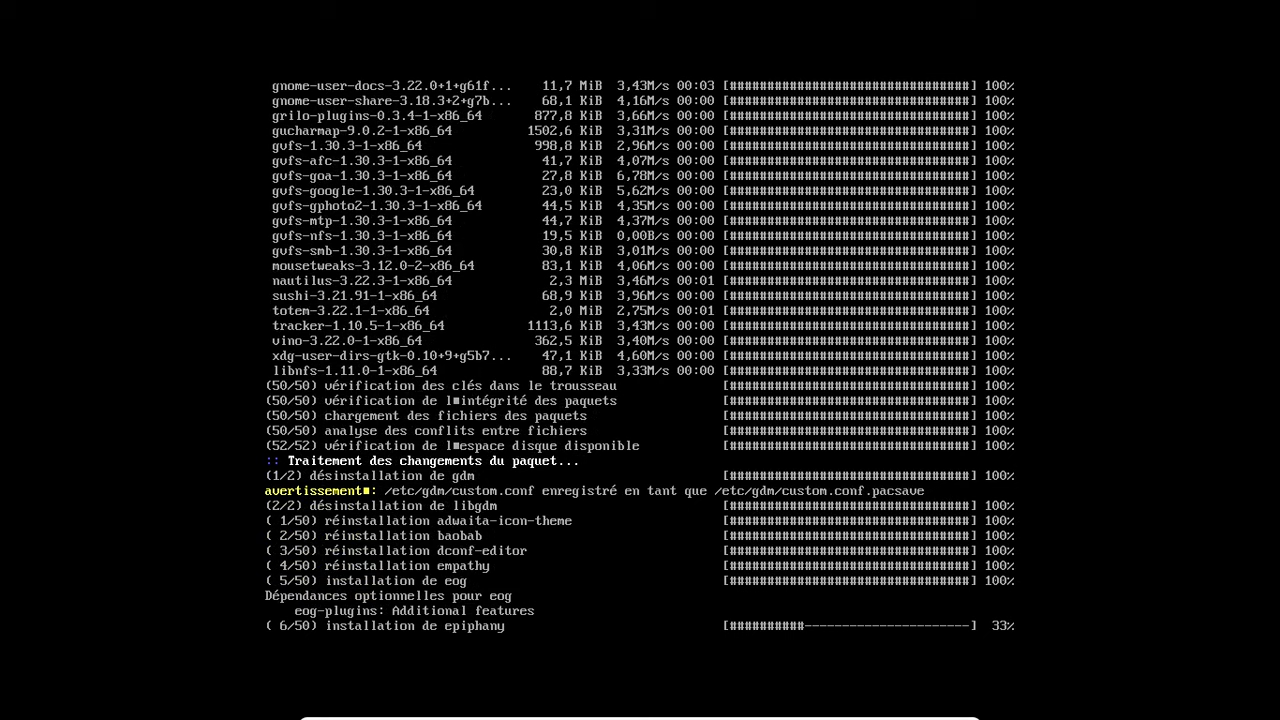 gnome-user-docs-3.22.0+1+g61f... 11,7 MiB 3,43M/s 00:03 [################################] 100%
gnome-user-share-3.18.3+2+g7b... 68,1 KiB 4,16M/s 00:00 [################################] 100%
grilo-plugins-0.3.4-1-x86_64 877,8 KiB 3,66M/s 00:00 [################################] 100%
gucharmap-9.0.2-1-x86_64 1502,6 KiB 3,31M/s 00:00 [################################] 100%
gvfs-1.30.3-1-x86_64 998,8 KiB 2,96M/s 00:00 [################################] 100%
gvfs-afc-1.30.3-1-x86_64 41,7 KiB 4,07M/s 00:00 [################################] 100%
gvfs-goa-1.30.3-1-x86_64 27,8 KiB 6,78M/s 00:00 [################################] 100%
gvfs-google-1.30.3-1-x86_64 23,0 KiB 5,62M/s 00:00 [################################] 100%
gvfs-gphoto2-1.30.3-1-x86_64 44,5 KiB 4,35M/s 00:00 [################################] 100%
gvfs-mtp-1.30.3-1-x86_64 44,7 KiB 4,37M/s 00:00 [################################] 100%
gvfs-nfs-1.30.3-1-x86_64 19,5 KiB 0,00B/s 00:00 [################################] 100%
gvfs-smb-1.30.3-1-x86_64 30,8 KiB 3,01M/s 00:00 [################################] 100%
mousetweaks-3.12.0-2-x86_64 83,1 KiB 4,06M/s 00:00 [################################] 100%
nautilus-3.22.3-1-x86_64 2,3 MiB 3,46M/s 00:01 [################################] 100%
sushi-3.21.91-1-x86_64 68,9 KiB 3,96M/s 00:00 [################################] 100%
totem-3.22.1-1-x86_64 2,0 MiB 2,75M/s 00:01 [################################] 100%
tracker-1.10.5-1-x86_64 1113,6 KiB 3,43M/s 00:00 [################################] 100%
vino-3.22.0-1-x86_64 362,5 KiB 3,40M/s 00:00 [################################] 100%
xdg-user-dirs-gtk-0.10+9+g5b7... 47,1 KiB 4,60M/s 00:00 [################################] 100%
libnfs-1.11.0-1-x86_64 88,7 KiB 3,33M/s 00:00 [################################] 100%
(50/50) vérification des clés dans le trousseau [################################] 100%
(50/50) vérification de l■intégrité des paquets [################################] 100%
(50/50) chargement des fichiers des paquets [################################] 100%
(50/50) analyse des conflits entre fichiers [################################] 100%
(52/52) vérification de l■espace disque disponible [################################] 100%
:: Traitement des changements du paquet...
(1/2) désinstallation de gdm [################################] 100%
avertissement■: /etc/gdm/custom.conf enregistré en tant que /etc/gdm/custom.conf.pacsave
(2/2) désinstallation de libgdm [################################] 100%
( 1/50) réinstallation adwaita-icon-theme [################################] 100%
( 2/50) réinstallation baobab [################################] 100%
( 3/50) réinstallation dconf-editor [################################] 100%
( 4/50) réinstallation empathy [################################] 100%
( 5/50) installation de eog [################################] 100%
Dépendances optionnelles pour eog
eog-plugins: Additional features
( 6/50) installation de epiphany [##########----------------------] 33%